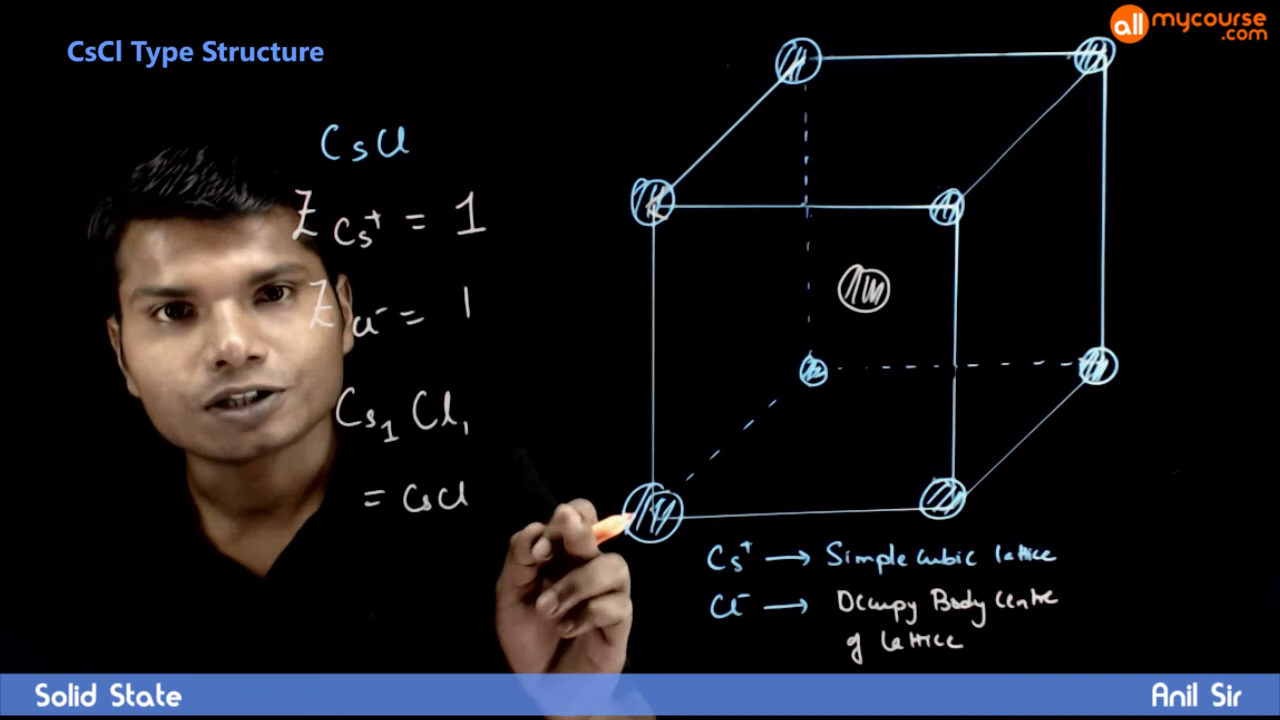 all mycourse
.com
CsCl Type Structure
CsCl
Z Cs⁺ = 1
Z Cl⁻ = 1
Cs₁ Cl₁
= CsCl
Cs⁺ → Simple cubic lattice
Cl⁻ → Occupy Body centre
of lattice
Solid State
Anil Sir